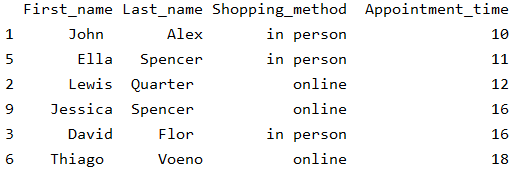 First_name Last_name Shopping_method Appointment_time
1 John Alex in person 10
5 Ella Spencer in person 11
2 Lewis Quarter online 12
9 Jessica Spencer online 16
3 David Flor in person 16
6 Thiago Voeno online 18